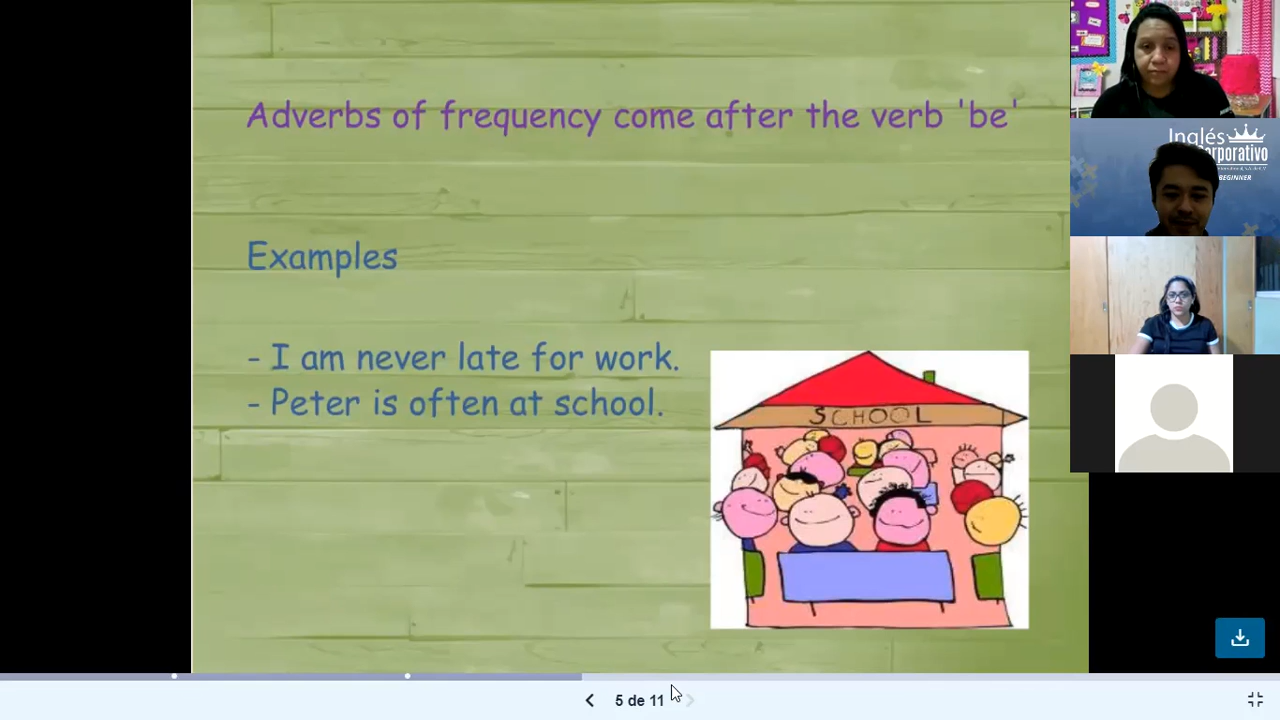 Adverbs of frequency come after the verb 'be'
Examples
- I am never late for work.
- Peter is often at school.
SCHOOL
Inglés
orporativo
BEGINNER
5 de 11